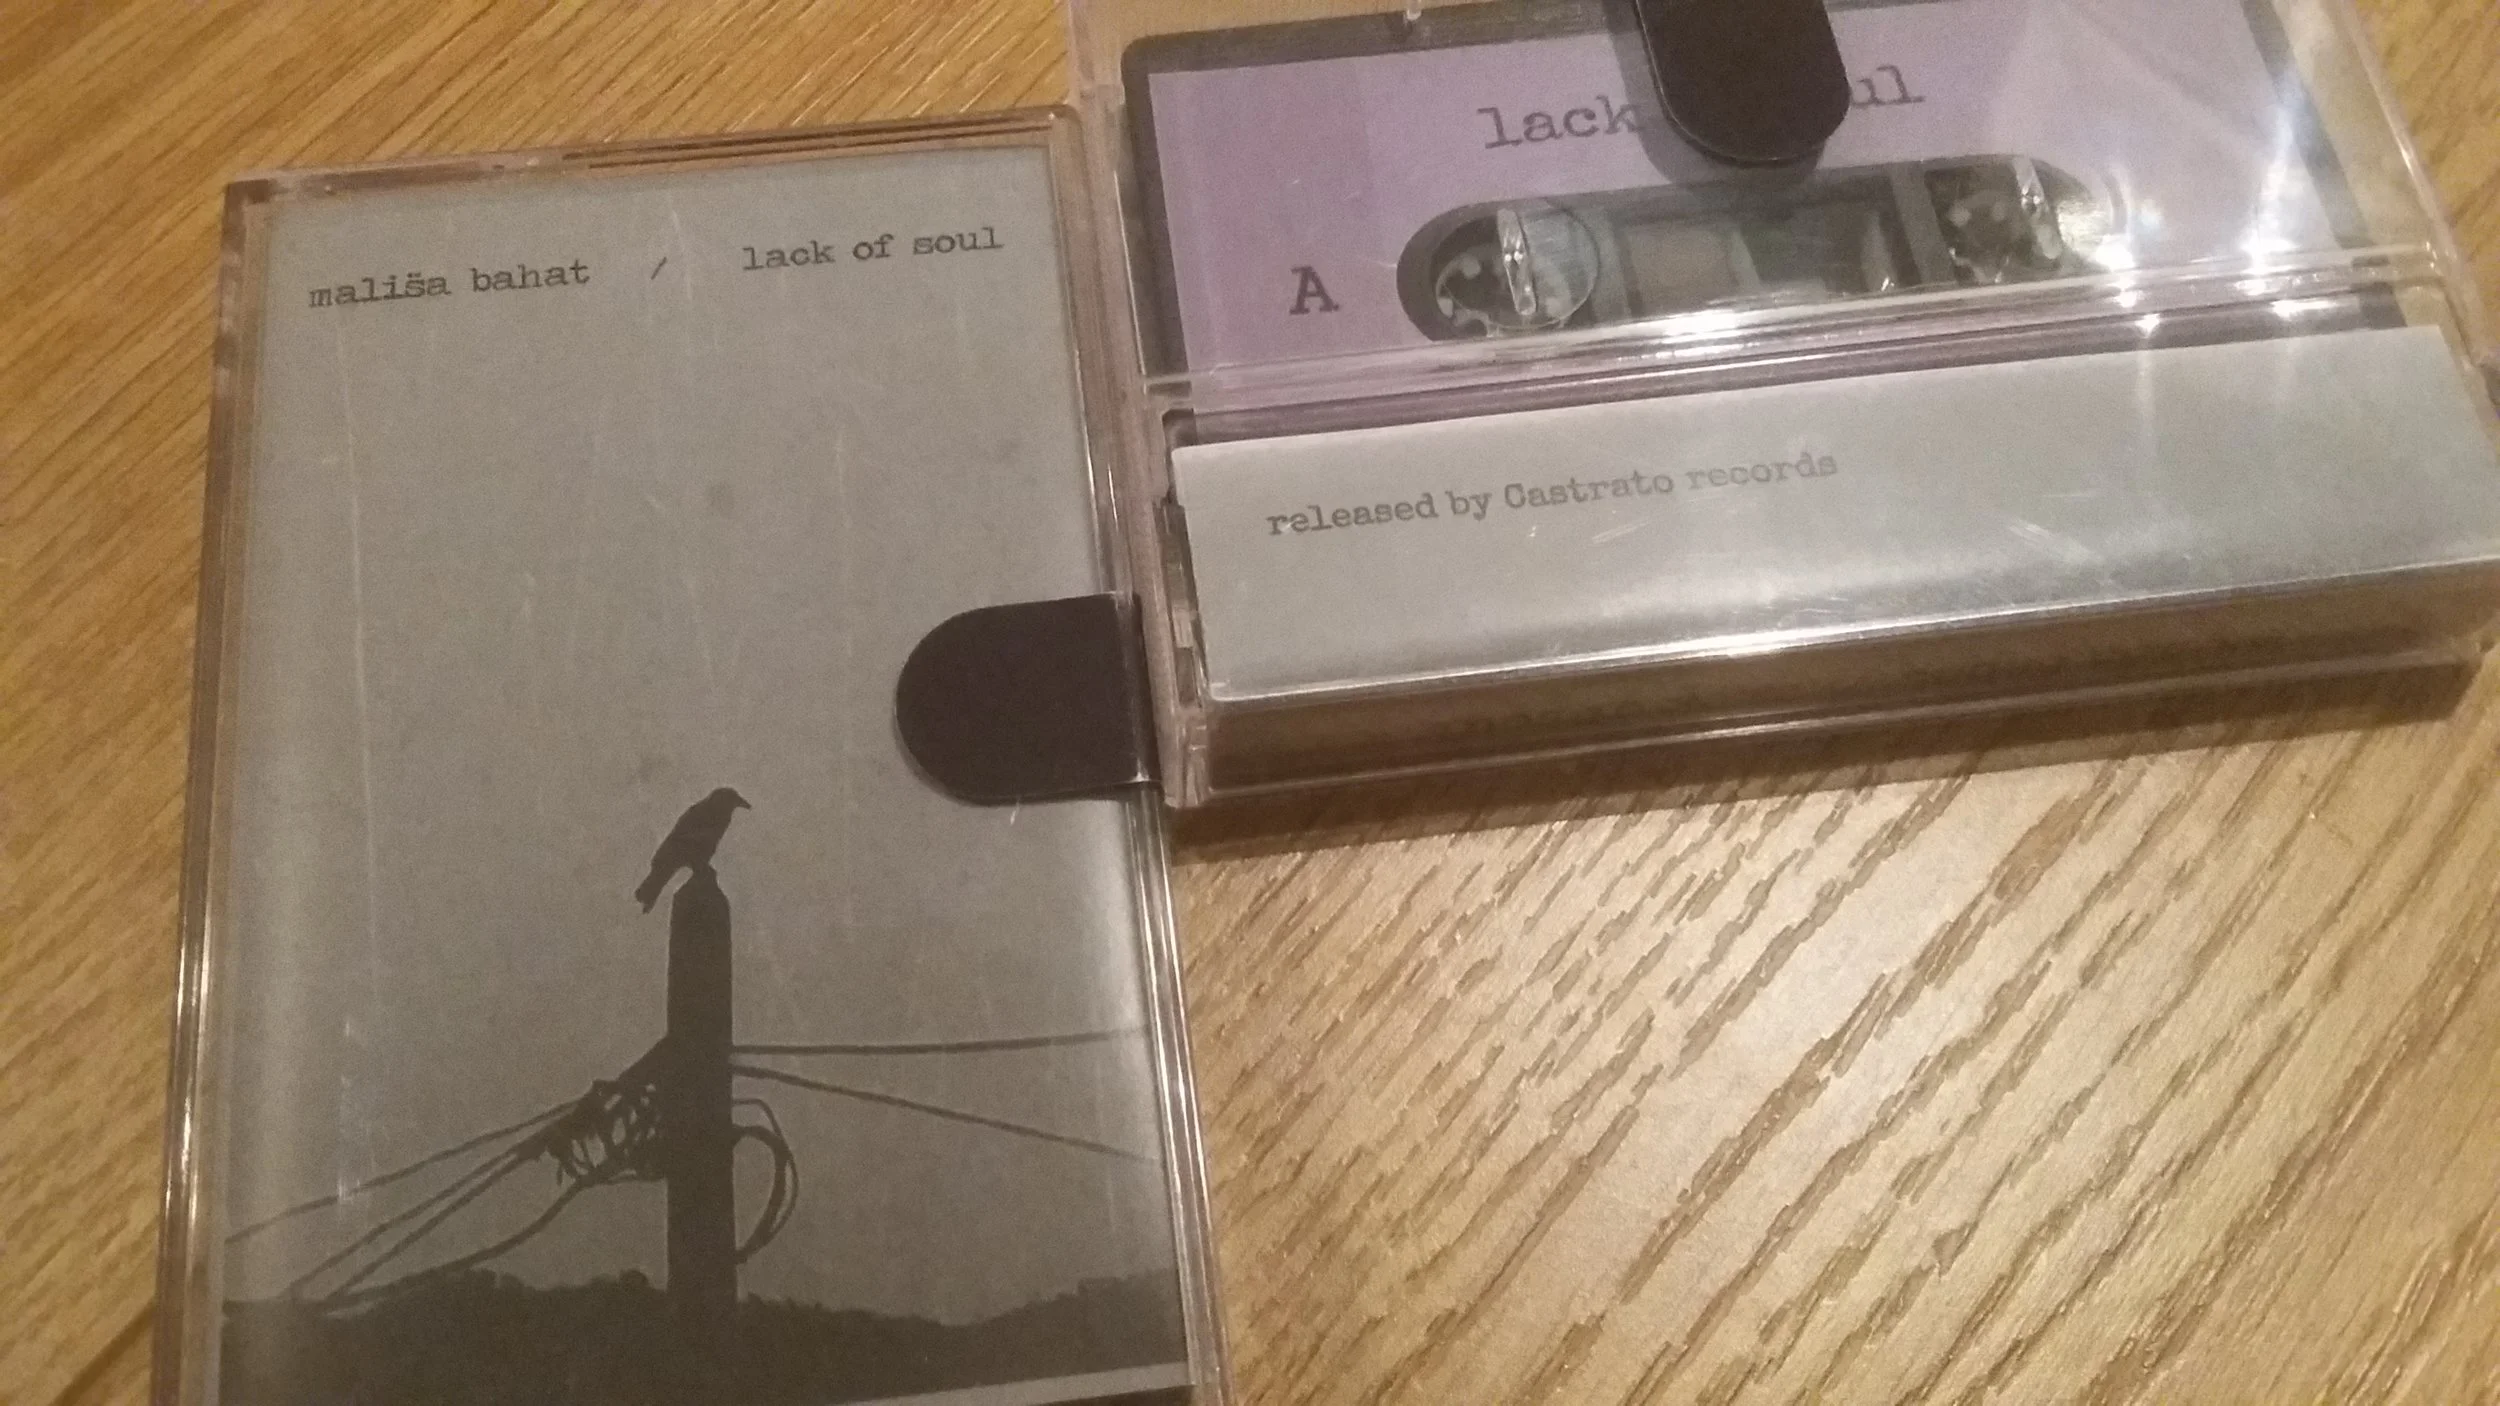 mališa bahat / lack of soul
lack ul
A
released by Castrato records